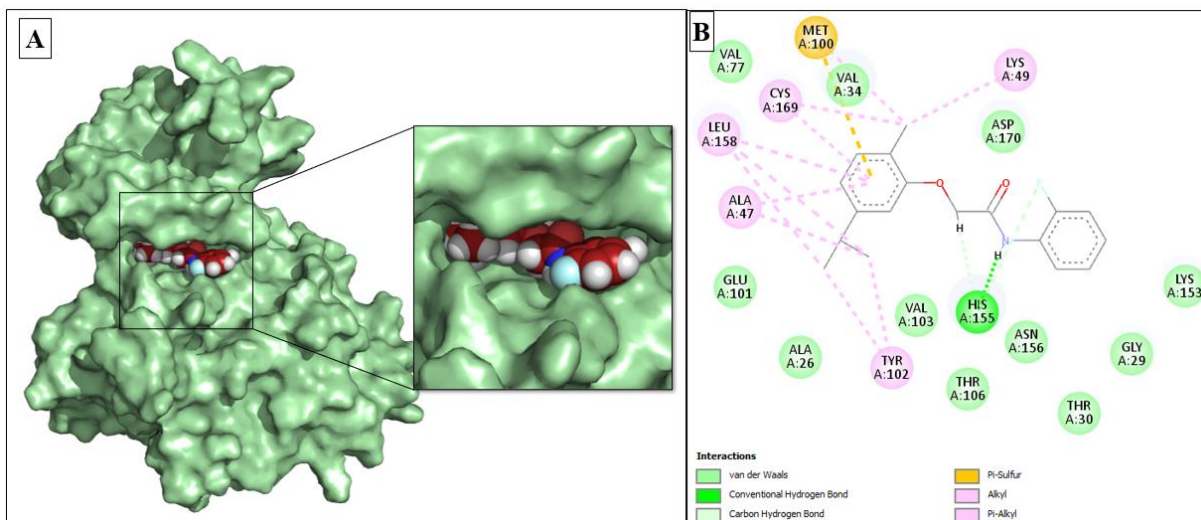 A
B
MET
A:100
VAL
A:77
VAL
A:34
LYS
A:49
CYS
A:169
LEU
A:158
ASP
A:170
ALA
A:47
O
O
F
H
N
H
GLU
A:101
VAL
A:103
HIS
A:155
LYS
A:153
ASN
A:156
ALA
A:26
TYR
A:102
GLY
A:29
THR
A:106
THR
A:30
Interactions
van der Waals
Conventional Hydrogen Bond
Carbon Hydrogen Bond
Pi-Sulfur
Alkyl
Pi-Alkyl